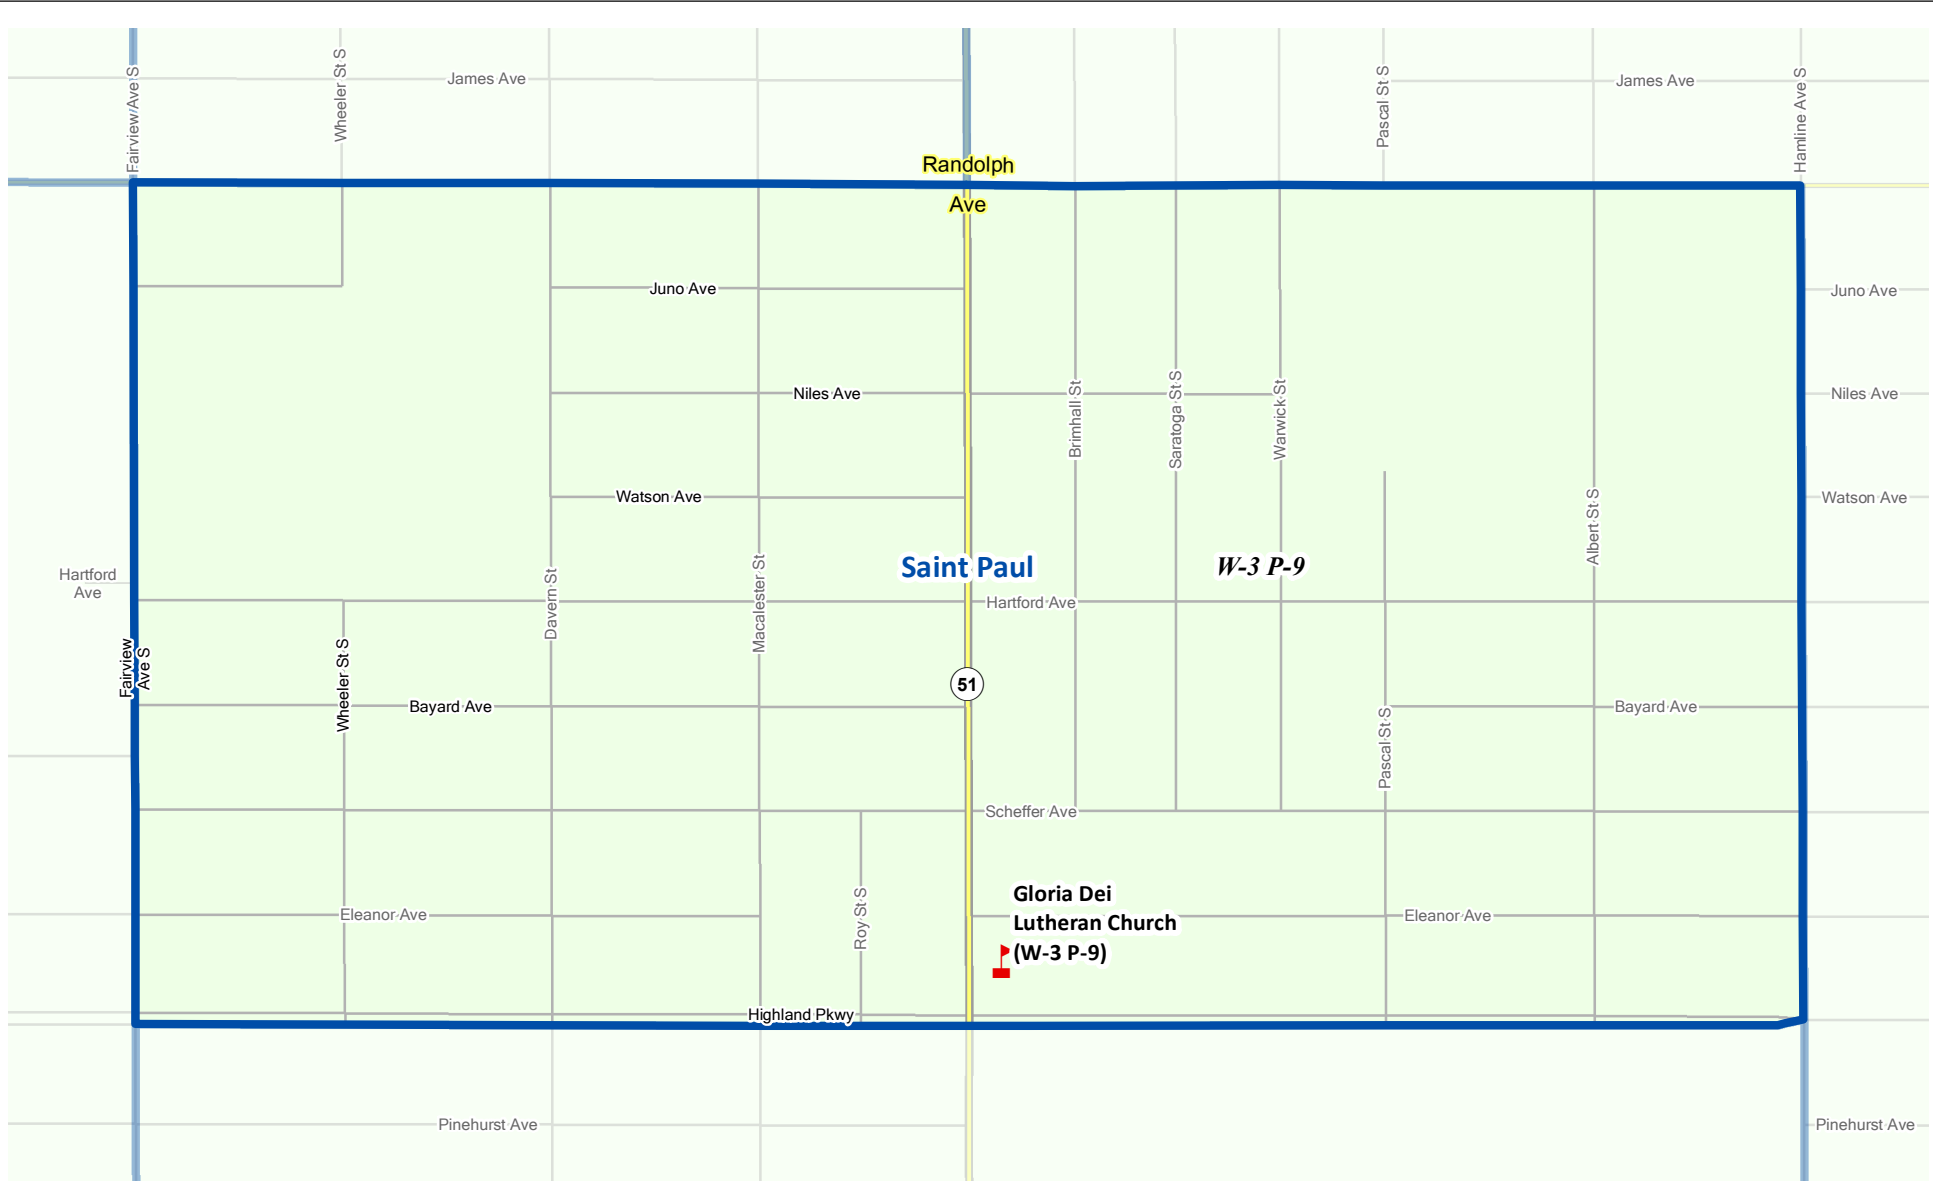 Fairview Ave S
Wheeler St S
James Ave
Pascal St S
James Ave
Hamline Ave S
Randolph
Ave
Juno Ave
Juno Ave
Niles Ave
Brimhall St
Saratoga St S
Warwick St
Niles Ave
Watson Ave
Albert St S
Watson Ave
Hartford
Ave
Davern St
Macalester St
Saint Paul
W-3 P-9
Hartford Ave
Fairview
Ave S
Wheeler St S
Bayard Ave
51
Pascal St S
Bayard Ave
Scheffer Ave
Eleanor Ave
Roy St S
Gloria Dei
Lutheran Church
(W-3 P-9)
Eleanor Ave
Highland Pkwy
Pinehurst Ave
Pinehurst Ave